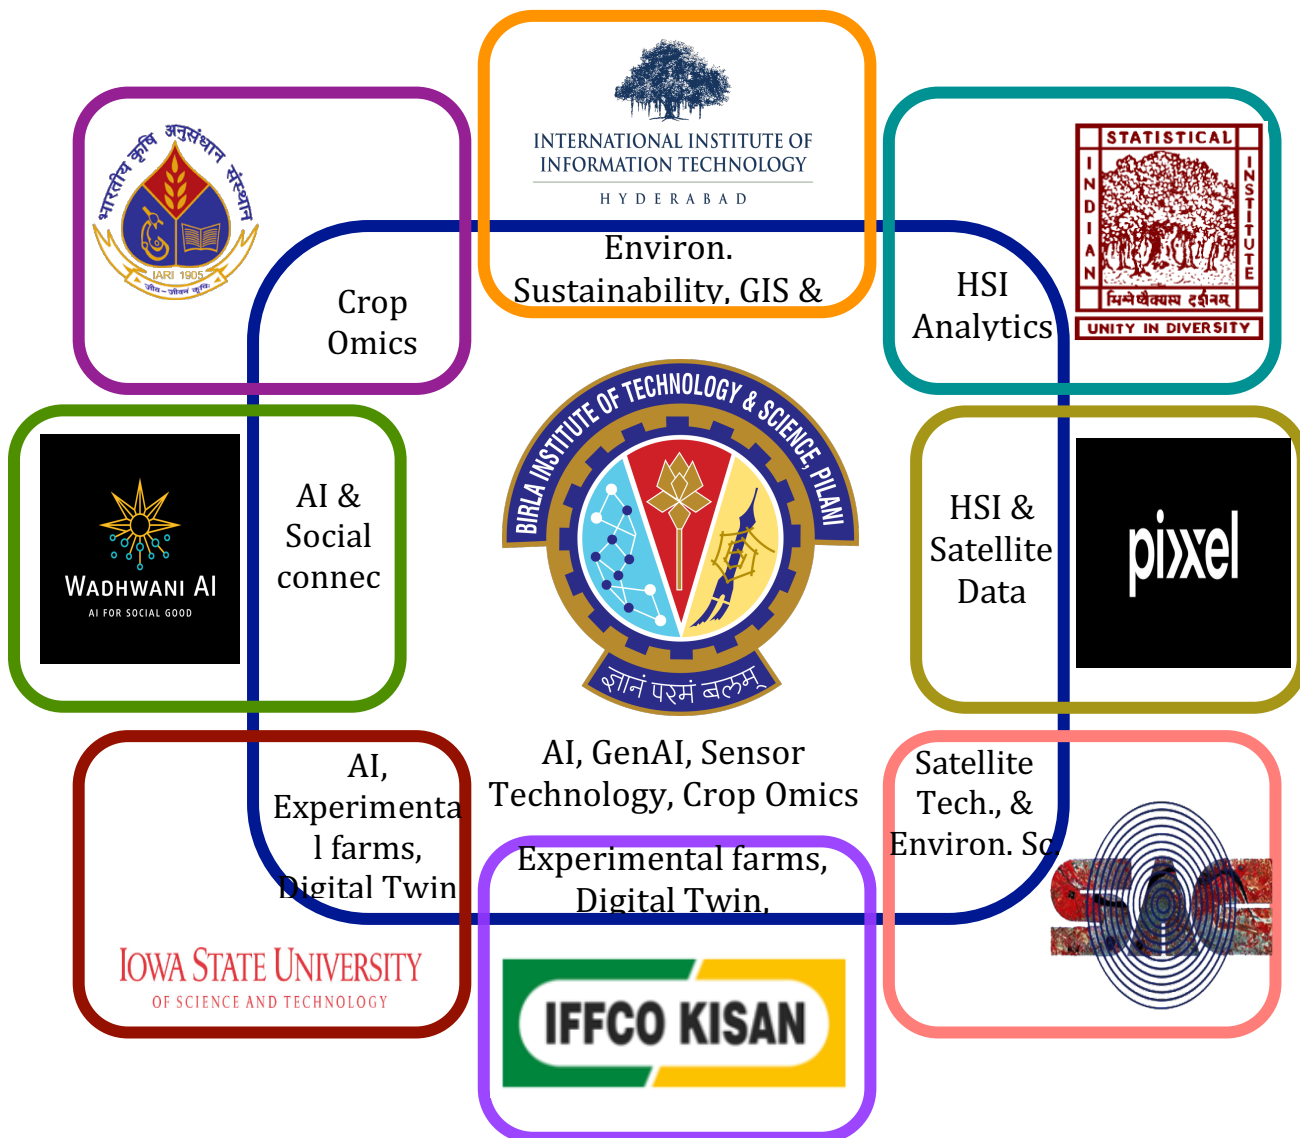 भारतीय कृषि अनुसंधान संस्थान
IARI 1905
Crop
Omics
INTERNATIONAL INSTITUTE OF
INFORMATION TECHNOLOGY
HYDERABAD
Environ.
Sustainability, GIS &
HSI
Analytics
STATISTICAL
INDIAN
INSTITUTE
UNITY IN DIVERSITY
WADHWANI AI
AI FOR SOCIAL GOOD
AI &
Social
connec
BIRLA INSTITUTE OF TECHNOLOGY & SCIENCE, PILANI
ज्ञानं परमं बलम्
AI, GenAI, Sensor
Technology, Crop Omics
HSI &
Satellite
Data
pixxel
AI,
Experimenta
l farms,
Digital Twin
IOWA STATE UNIVERSITY
OF SCIENCE AND TECHNOLOGY
Experimental farms,
Digital Twin,
IFFCO KISAN
Satellite
Tech., &
Environ. Sc.